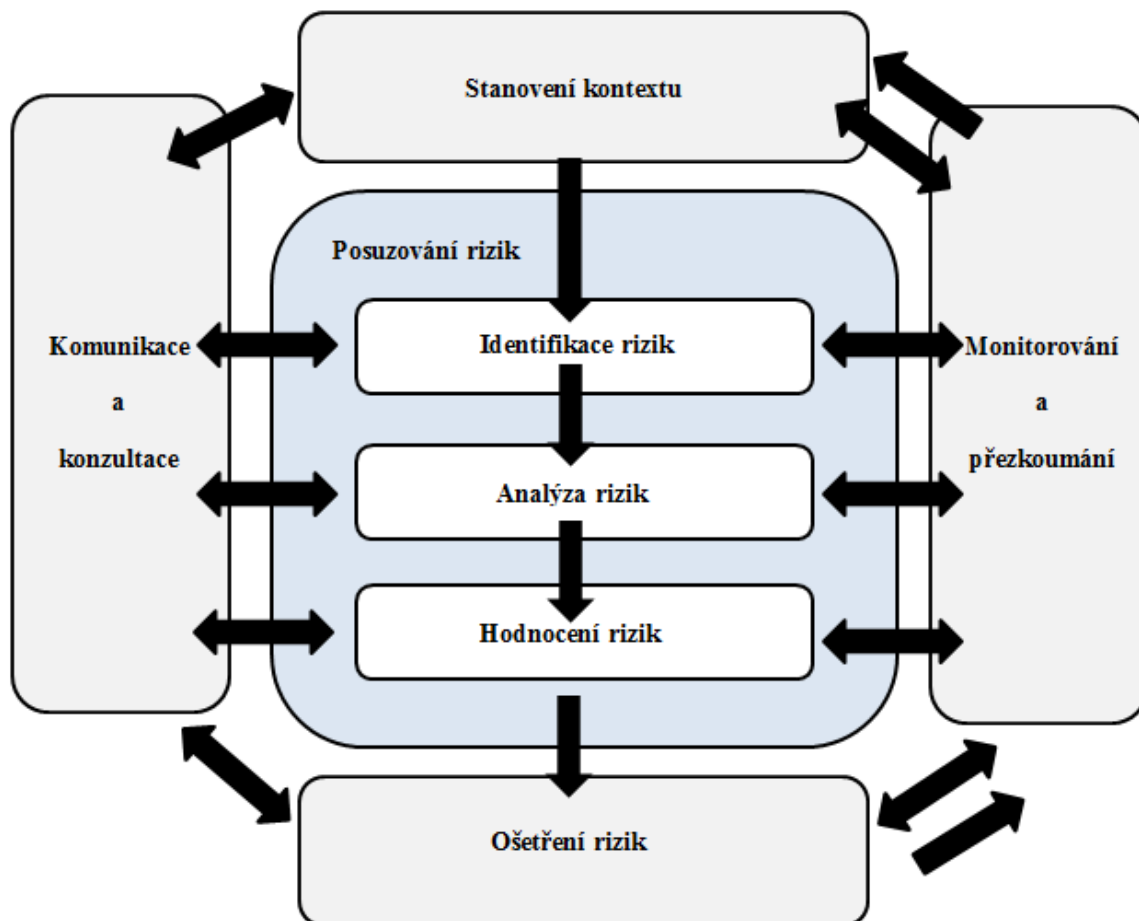 Stanovení kontextu
Posuzování rizik
Komunikace
a
konzultace
Identifikace rizik
Analýza rizik
Hodnocení rizik
Monitorování
a
přezkoumání
Ošetření rizik